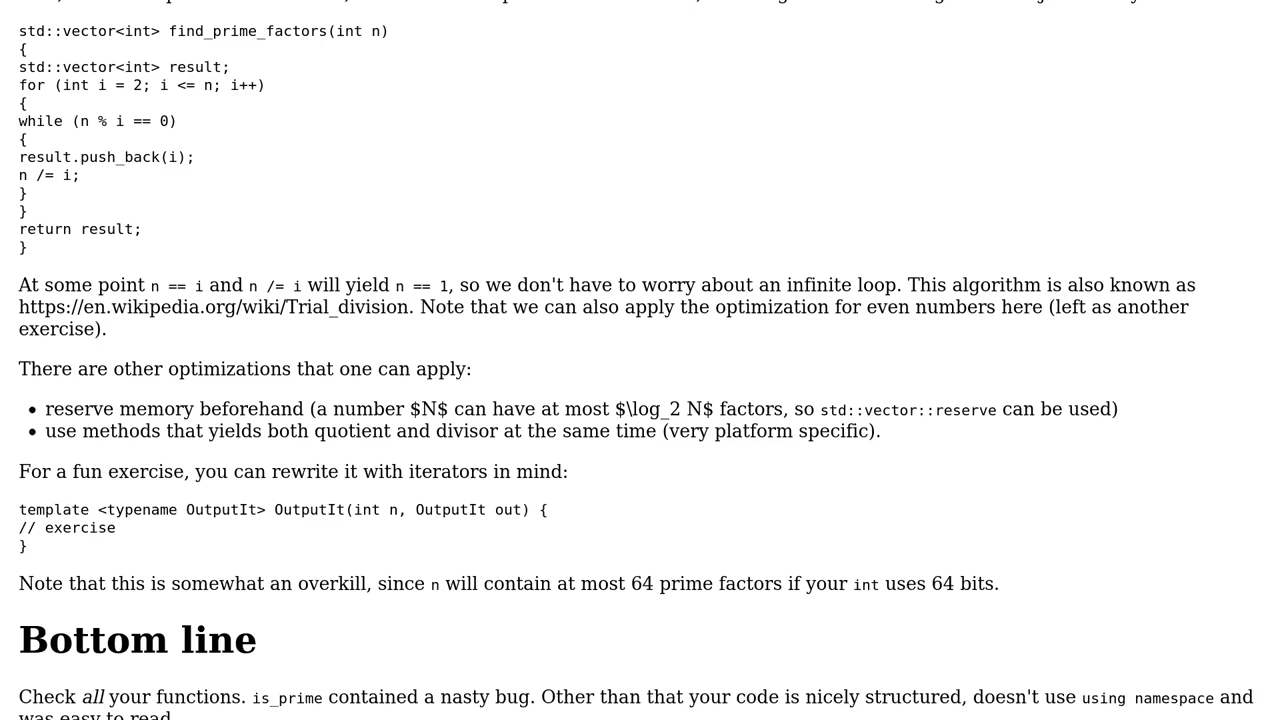 std::vector<int> find_prime_factors(int n)
{
std::vector<int> result;
for (int i = 2; i <= n; i++)
{
while (n % i == 0)
{
result.push_back(i);
n /= i;
}
}
return result;
}
At some point n == i and n /= i will yield n == 1, so we don't have to worry about an infinite loop. This algorithm is also known as
https://en.wikipedia.org/wiki/Trial_division. Note that we can also apply the optimization for even numbers here (left as another
exercise).
There are other optimizations that one can apply:
• reserve memory beforehand (a number $N$ can have at most $\log_2 N$ factors, so std::vector::reserve can be used)
• use methods that yields both quotient and divisor at the same time (very platform specific).
For a fun exercise, you can rewrite it with iterators in mind:
template <typename OutputIt> OutputIt(int n, OutputIt out) {
// exercise
}
Note that this is somewhat an overkill, since n will contain at most 64 prime factors if your int uses 64 bits.
Bottom line
Check all your functions. is_prime contained a nasty bug. Other than that your code is nicely structured, doesn't use using namespace and
was easy to read.